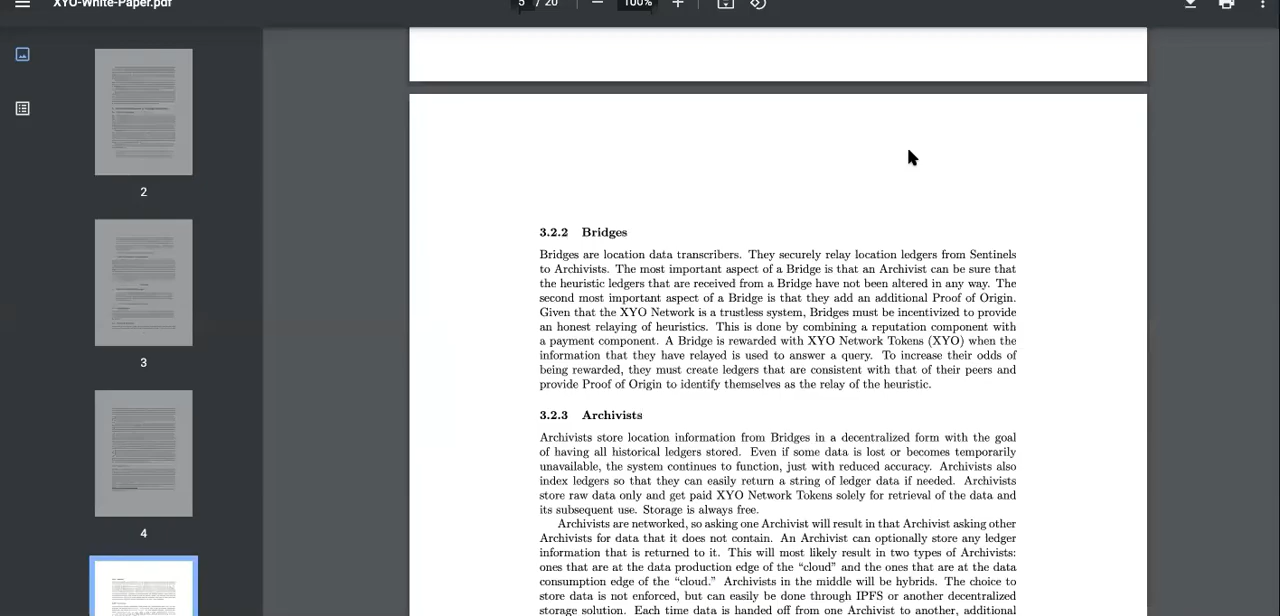 XYO-White-Paper.pdf
5 / 20
100%
2
3
4
3.2.2 Bridges
Bridges are location data transcribers. They securely relay location ledgers from Sentinels
to Archivists. The most important aspect of a Bridge is that an Archivist can be sure that
the heuristic ledgers that are received from a Bridge have not been altered in any way. The
second most important aspect of a Bridge is that they add an additional Proof of Origin.
Given that the XYO Network is a trustless system, Bridges must be incentivized to provide
an honest relaying of heuristics. This is done by combining a reputation component with
a payment component. A Bridge is rewarded with XYO Network Tokens (XYO) when the
information that they have relayed is used to answer a query. To increase their odds of
being rewarded, they must create ledgers that are consistent with that of their peers and
provide Proof of Origin to identify themselves as the relay of the heuristic.
3.2.3 Archivists
Archivists store location information from Bridges in a decentralized form with the goal
of having all historical ledgers stored. Even if some data is lost or becomes temporarily
unavailable, the system continues to function, just with reduced accuracy. Archivists also
index ledgers so that they can easily return a string of ledger data if needed. Archivists
store raw data only and get paid XYO Network Tokens solely for retrieval of the data and
its subsequent use. Storage is always free.
Archivists are networked, so asking one Archivist will result in that Archivist asking other
Archivists for data that it does not contain. An Archivist can optionally store any ledger
information that is returned to it. This will most likely result in two types of Archivists:
ones that are at the data production edge of the “cloud” and the ones that are at the data
consumption edge of the “cloud.” Archivists in the middle will be hybrids. The choice to
store data is not enforced, but can easily be done through IPFS or another decentralized
storage solution. Each time data is handed off from one Archivist to another, additional